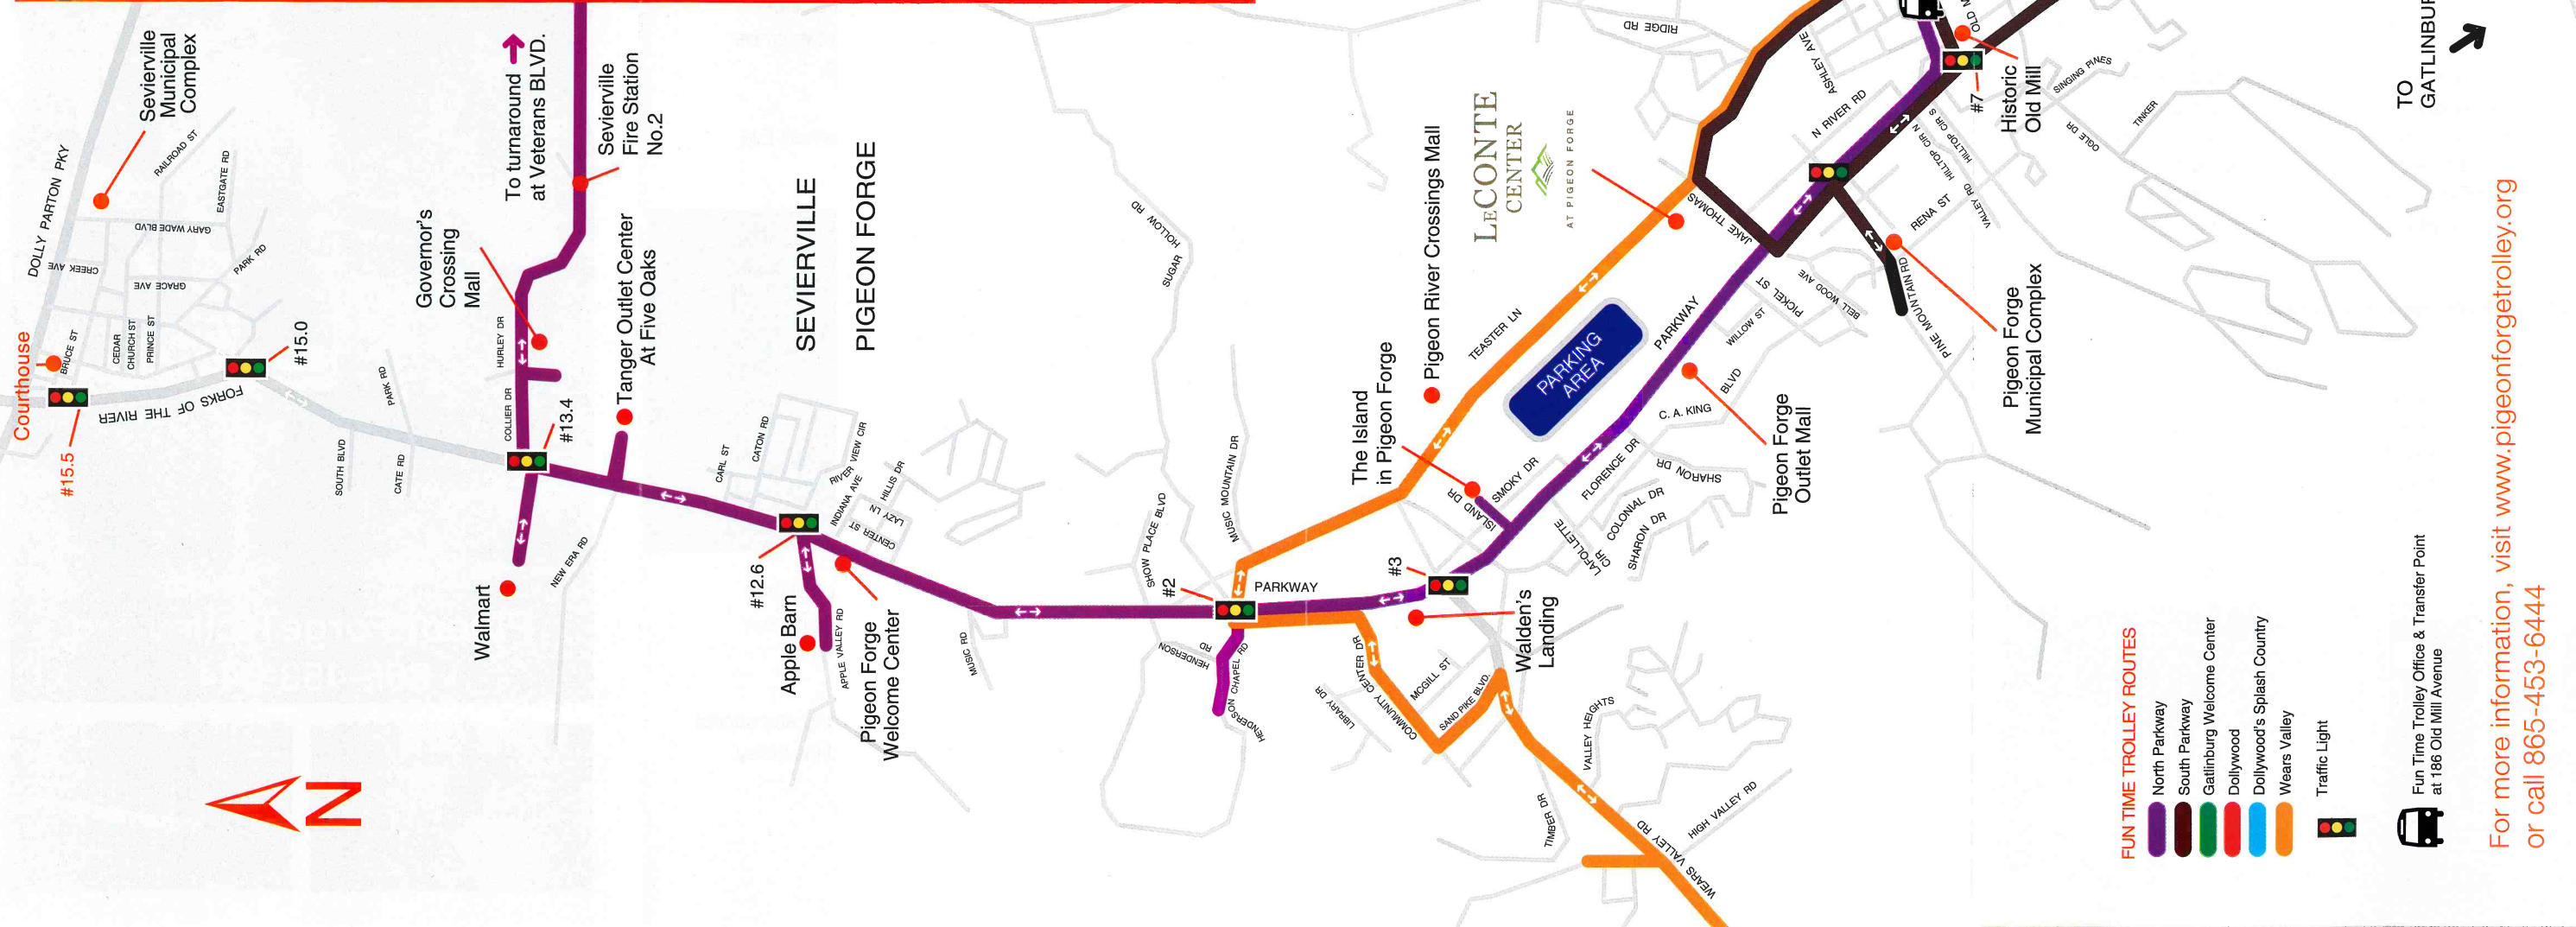 Sevierville
Municipal
Complex
DOLLY PARTON PKY
RAILROAD ST
EASTGATE RD
GARY WADE BLVD
CREEK AVE
GRACE AVE
PARK RD
Courthouse
BRUCE ST
CEDAR
CHURCH ST
PRINCE ST
#15.0
#15.5
FORKS OF THE RIVER
SOUTH BLVD
PARK RD
CATE RD
To turnaround
at Veterans BLVD.
Sevierville
Fire Station
No.2
Governor's
Crossing
Mall
HURLEY DR
COLLIER DR
#13.4
Tanger Outlet Center
At Five Oaks
Walmart
NEW ERA RD
SEVIERVILLE
PIGEON FORGE
CARL ST
CATON RD
RIVER VIEW CIR
INDIANA AVE
HILLIS DR
LAZY LN
CENTER ST
#12.6
Apple Barn
APPLE VALLEY RD
Pigeon Forge
Welcome Center
MUSIC RD
N
SUGAR HOLLOW RD
SHOW PLACE BLVD
MUSIC MOUNTAIN DR
#2
PARKWAY
HENDERSON
RD
HENDERSON CHAPEL RD
LIBRARY DR
COMMUNITY CENTER DR
MCGILL ST
SAND PIKE BLVD.
#3
Walden's
Landing
VALLEY HEIGHTS
TIMBER DR
HIGH VALLEY RD
WEARS VALLEY RD
The Island
in Pigeon Forge
Pigeon River Crossings Mall
LECONTE
CENTER
AT PIGEON FORGE
TEASTER LN
PARKING
AREA
PARKWAY
ISLAND DR
SMOKY DR
FLORENCE DR
LAFOLLETTE
CIR
COLONIAL DR
SHARON DR
SHARON DR
C. A. KING BLVD
Pigeon Forge
Outlet Mall
WILLOW ST
PICKEL ST
BELL WOOD AVE
JAKE THOMAS
RIDGE RD
ASHLEY AVE
N RIVER RD
HILLTOP CIR N
HILLTOP CIR S
VALLEY RD
RENA ST
PINE MOUNTAIN RD
Pigeon Forge
Municipal Complex
#7
Historic
Old Mill
OLD M
SINGING PINES
OGLE DR
TINKER
TO
GATLINBUR
FUN TIME TROLLEY ROUTES
North Parkway
South Parkway
Gatlinburg Welcome Center
Dollywood
Dollywood's Splash Country
Wears Valley
Traffic Light
Fun Time Trolley Office & Transfer Point
at 186 Old Mill Avenue
For more information, visit www.pigeonforgetrolley.org
or call 865-453-6444